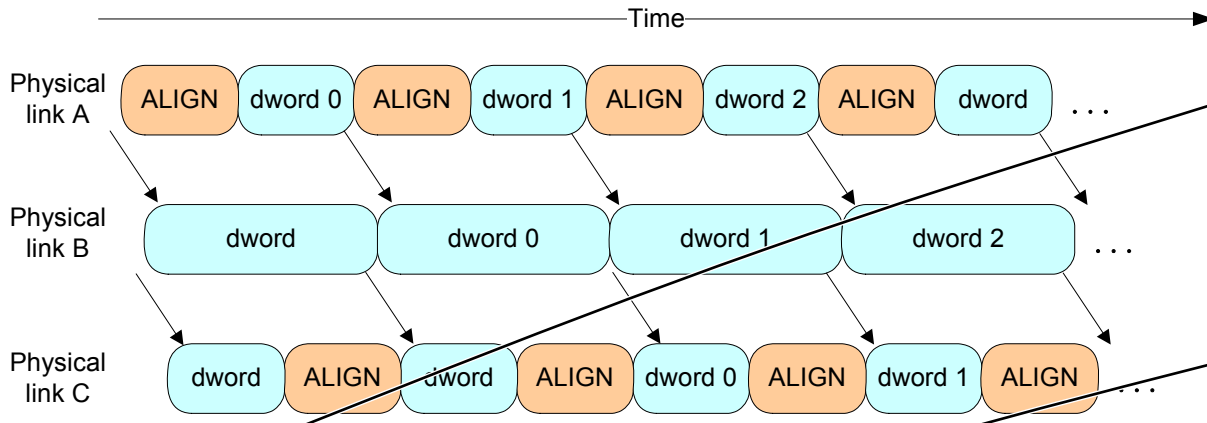 Time
Physical link A
ALIGN dword 0 ALIGN dword 1 ALIGN dword 2 ALIGN dword . . .
Physical link B
dword dword 0 dword 1 dword 2 . . .
Physical link C
dword ALIGN dword ALIGN dword 0 ALIGN dword 1 ALIGN . . .